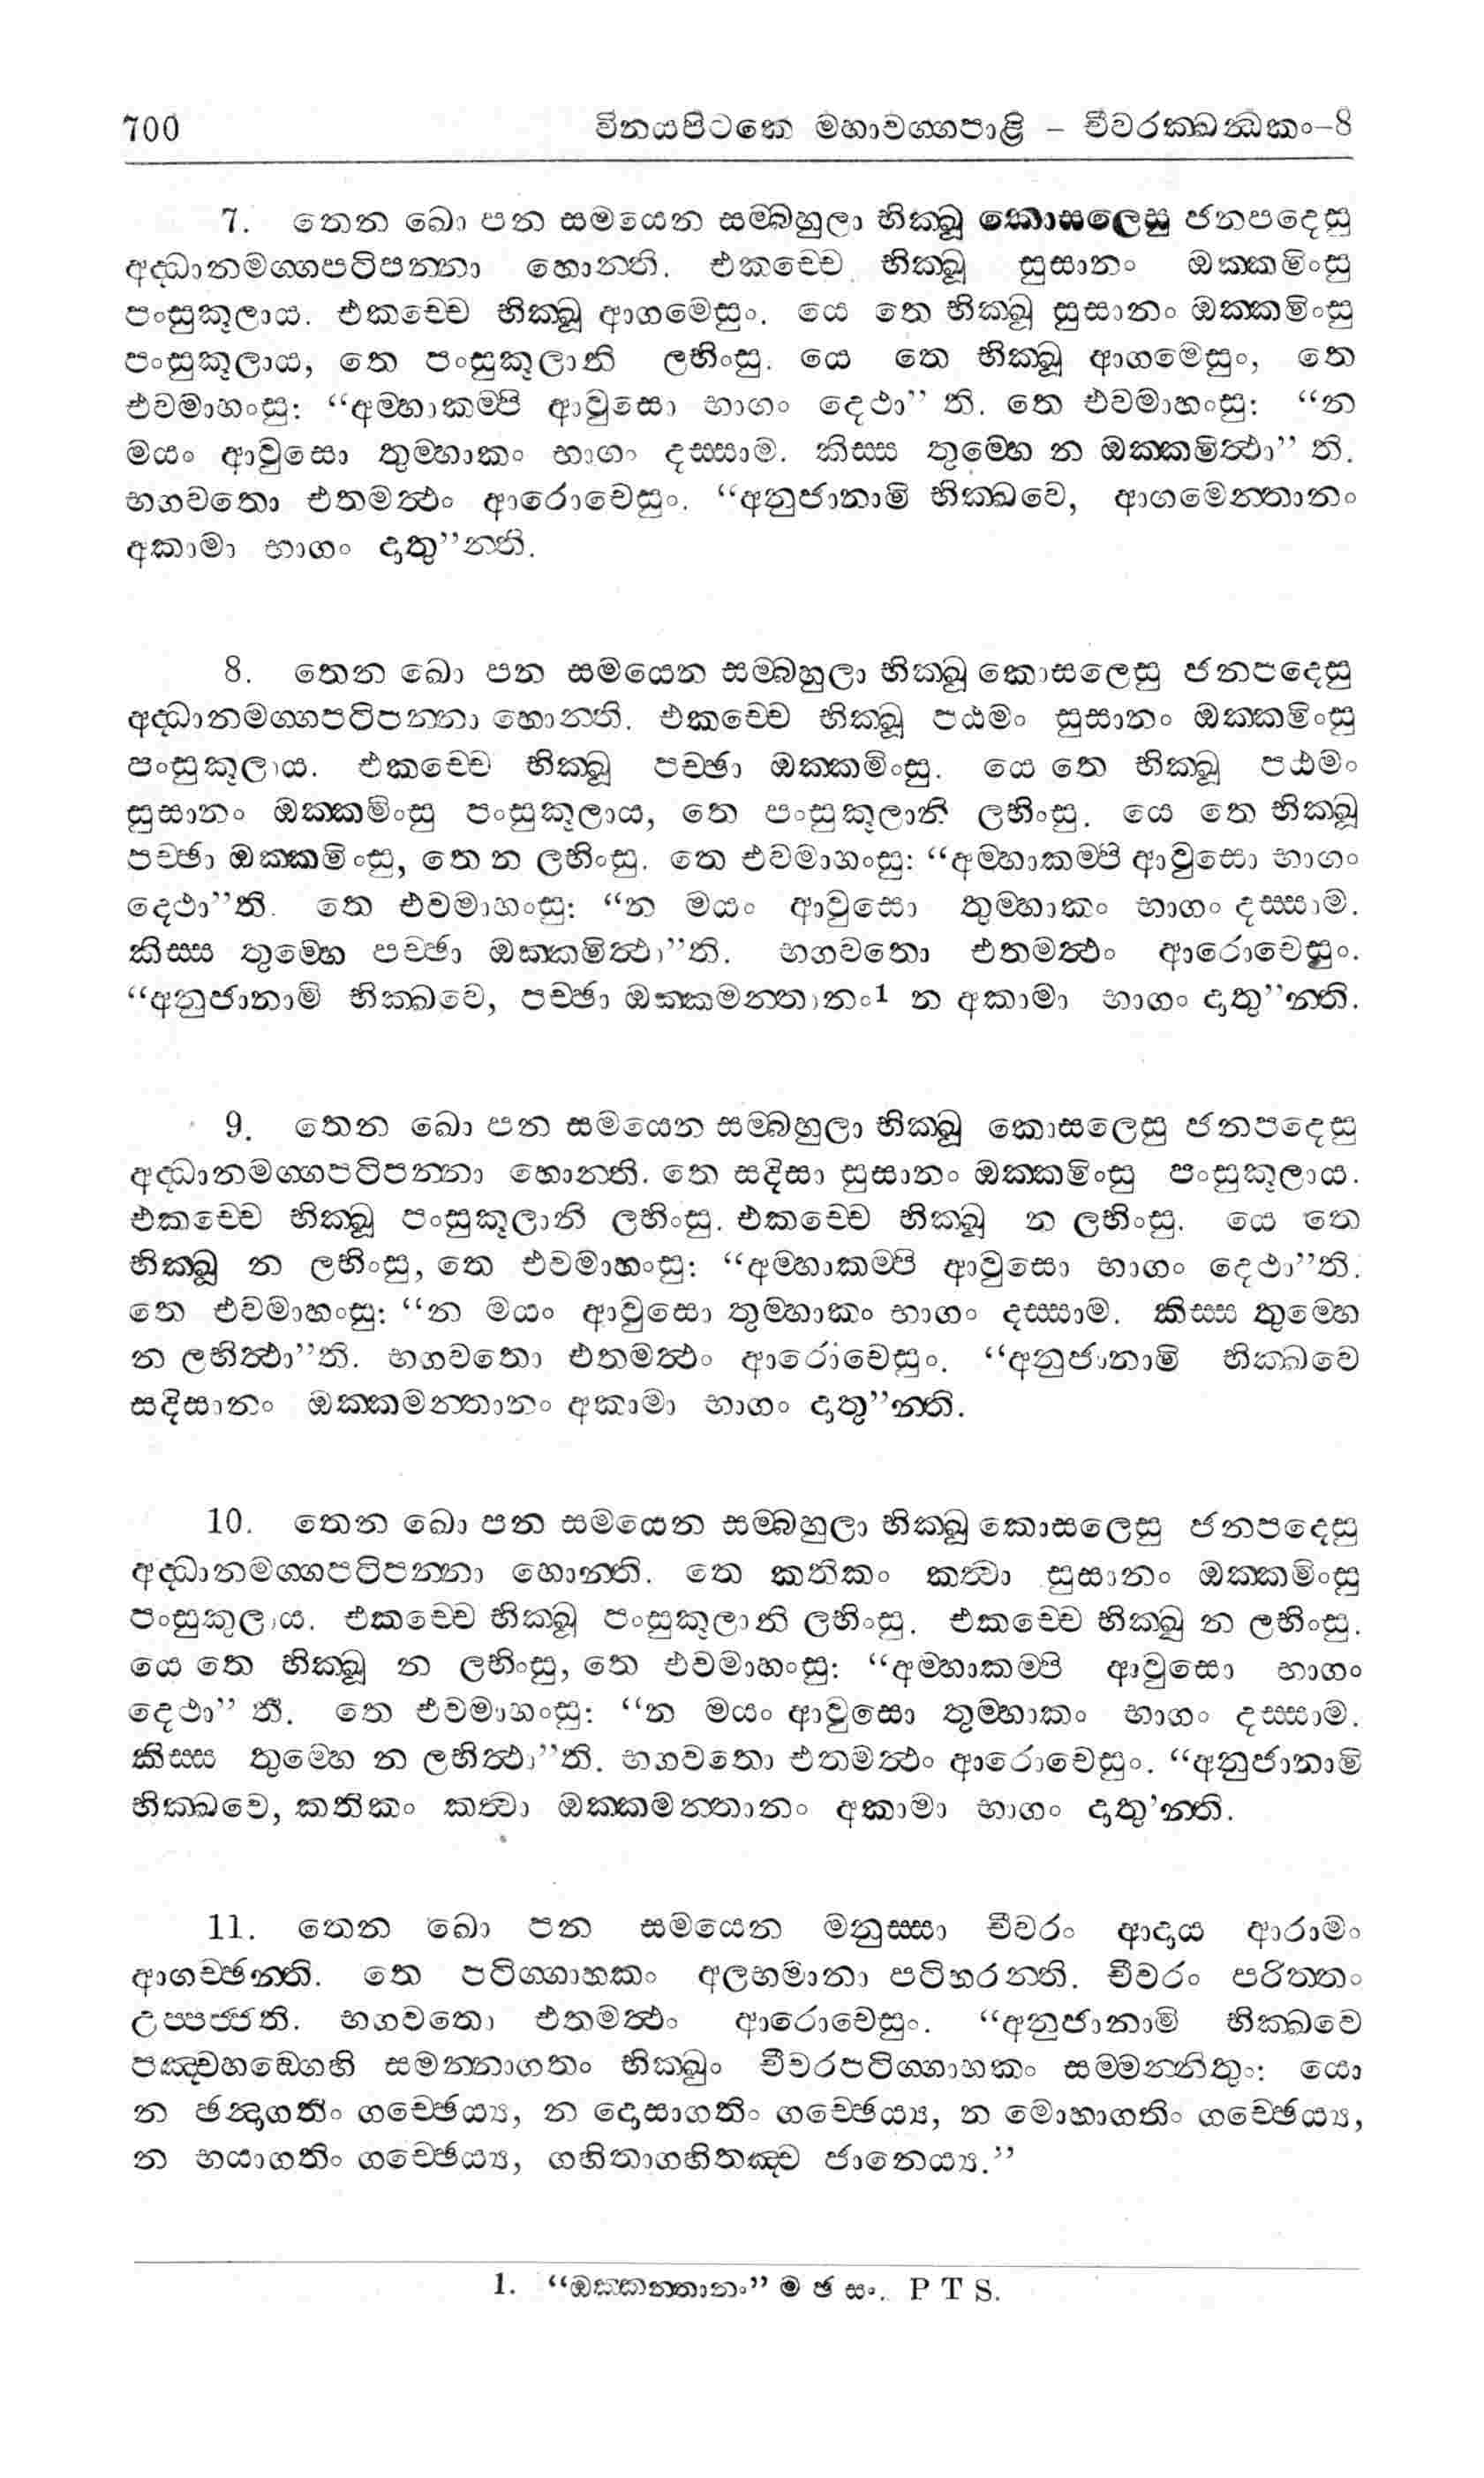 700 විනයපිටකෙ මහාවග්ගපාළි – චීවරක්ඛන්ධකං–8
7. තෙන ඛො පන සමයෙන සම්බහුලා භික්ඛූ කොසලෙසු ජනපදෙසු
අද්ධානමග්ගපටිපන්නා හොන්ති. එකච්චෙ භික්ඛූ සුසානං ඔක්කමිංසු
පංසුකූලාය. එකච්චෙ භික්ඛූ ආගමෙසුං. යෙ තෙ භික්ඛූ සුසානං ඔක්කමිංසු
පංසුකූලාය, තෙ පංසුකූලානි ලභිංසු. යෙ තෙ භික්ඛූ ආගමෙසුං, තෙ
එවමාහංසු: “අම්හාකම්පි ආවුසො භාගං දෙථා” ති. තෙ එවමාහංසු: “න
මයං ආවුසො තුම්හාකං භාගං දස්සාම. කිස්ස තුම්හෙ න ඔක්කමිත්ථා” ති.
භගවතො එතමත්ථං ආරොචෙසුං. “අනුජානාමි භික්ඛවෙ, ආගමෙන්තානං
අකාමා භාගං දාතු”න්ති.
8. තෙන ඛො පන සමයෙන සම්බහුලා භික්ඛූ කොසලෙසු ජනපදෙසු
අද්ධානමග්ගපටිපන්නා හොන්ති. එකච්චෙ භික්ඛූ පඨමං සුසානං ඔක්කමිංසු
පංසුකූලාය. එකච්චෙ භික්ඛූ පච්ඡා ඔක්කමිංසු. යෙ තෙ භික්ඛූ පඨමං
සුසානං ඔක්කමිංසු පංසුකූලාය, තෙ පංසුකූලානි ලභිංසු. යෙ තෙ භික්ඛූ
පච්ඡා ඔක්කමිංසු, තෙ න ලභිංසු. තෙ එවමාහංසු: “අම්හාකම්පි ආවුසො භාගං
දෙථා”ති. තෙ එවමාහංසු: “න මයං ආවුසො තුම්හාකං භාගං දස්සාම.
කිස්ස තුම්හෙ පච්ඡා ඔක්කමිත්ථා”ති. භගවතො එතමත්ථං ආරොචෙසුං.
“අනුජානාමි භික්ඛවෙ, පච්ඡා ඔක්කමන්තානං1 න අකාමා භාගං දාතු”න්ති.
9. තෙන ඛො පන සමයෙන සම්බහුලා භික්ඛූ කොසලෙසු ජනපදෙසු
අද්ධානමග්ගපටිපන්නා හොන්ති. තෙ සදිසා සුසානං ඔක්කමිංසු පංසුකූලාය.
එකච්චෙ භික්ඛූ පංසුකූලානි ලභිංසු. එකච්චෙ භික්ඛූ න ලභිංසු. යෙ තෙ
භික්ඛූ න ලභිංසු, තෙ එවමාහංසු: “අම්හාකම්පි ආවුසො භාගං දෙථා”ති.
තෙ එවමාහංසු: “න මයං ආවුසො තුම්හාකං භාගං දස්සාම. කිස්ස තුම්හෙ
න ලභිත්ථා”ති. භගවතො එතමත්ථං ආරොචෙසුං. “අනුජානාමි භික්ඛවෙ
සදිසානං ඔක්කමන්තානං අකාමා භාගං දාතු”න්ති.
10. තෙන ඛො පන සමයෙන සම්බහුලා භික්ඛූ කොසලෙසු ජනපදෙසු
අද්ධානමග්ගපටිපන්නා හොන්ති. තෙ කතිකං කත්වා සුසානං ඔක්කමිංසු
පංසුකුලාය. එකච්චෙ භික්ඛූ පංසුකූලානි ලභිංසු. එකච්චෙ භික්ඛු න ලභිංසු.
යෙ තෙ භික්ඛූ න ලභිංසු, තෙ එවමාහංසු: “අම්හාකම්පි ආවුසො භාගං
දෙථා” ති. තෙ එවමාහංසු: “න මයං ආවුසො තුම්හාකං භාගං දස්සාම.
කිස්ස තුම්හෙ න ලභිත්ථා”ති. භගවතො එතමත්ථං ආරොචෙසුං. “අනුජානාමි
භික්ඛවෙ, කතිකං කත්වා ඔක්කමන්තානං අකාමා භාගං දාතු’න්ති.
11. තෙන ඛො පන සමයෙන මනුස්සා චීවරං ආදාය ආරාමං
ආගච්ඡන්ති. තෙ පටිග්ගාහකං අලභමානා පටිහරන්ති. චීවරං පරිත්තං
උප්පජ්ජති. භගවතො එතමත්ථං ආරොචෙසුං. “අනුජානාමි භික්ඛවෙ
පඤ්චහඞ්ගෙහි සමන්නාගතං භික්ඛුං චීවරපටිග්ගාහකං සම්මන්නිතුං: යො
න ඡන්දාගතිං ගච්ඡෙය්‍ය, න දොසාගතිං ගච්ඡෙය්‍ය, න මොහාගතිං ගච්ඡෙය්‍ය,
න භයාගතිං ගච්ඡෙය්‍ය, ගහිතාගහිතඤ්ච ජානෙය්‍ය.”
1. “ඔක්කන්තානං” ම ඡ සං. P T S.